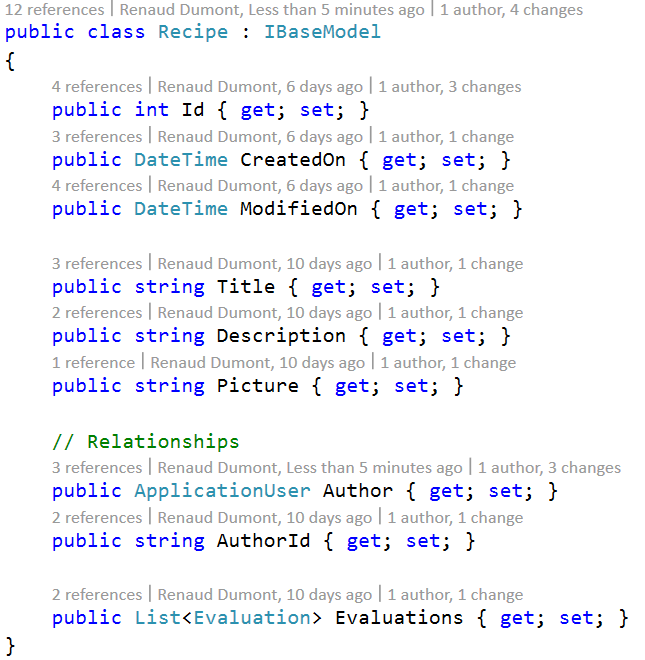 12 references | Renaud Dumont, Less than 5 minutes ago | 1 author, 4 changes
public class Recipe : IBaseModel
{
4 references | Renaud Dumont, 6 days ago | 1 author, 3 changes
public int Id { get; set; }
3 references | Renaud Dumont, 6 days ago | 1 author, 1 change
public DateTime CreatedOn { get; set; }
4 references | Renaud Dumont, 6 days ago | 1 author, 1 change
public DateTime ModifiedOn { get; set; }
3 references | Renaud Dumont, 10 days ago | 1 author, 1 change
public string Title { get; set; }
2 references | Renaud Dumont, 10 days ago | 1 author, 1 change
public string Description { get; set; }
1 reference | Renaud Dumont, 10 days ago | 1 author, 1 change
public string Picture { get; set; }
// Relationships
3 references | Renaud Dumont, Less than 5 minutes ago | 1 author, 3 changes
public ApplicationUser Author { get; set; }
2 references | Renaud Dumont, 10 days ago | 1 author, 1 change
public string AuthorId { get; set; }
2 references | Renaud Dumont, 10 days ago | 1 author, 1 change
public List<Evaluation> Evaluations { get; set; }
}